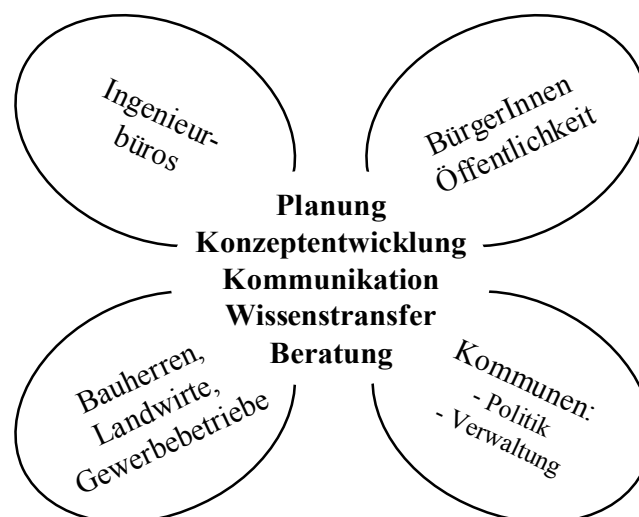 Ingenieur-
büros
BürgerInnen
Öffentlichkeit
Planung
Konzeptentwicklung
Kommunikation
Wissenstransfer
Beratung
Bauherren,
Landwirte,
Gewerbebetriebe
Kommunen:
- Politik
- Verwaltung